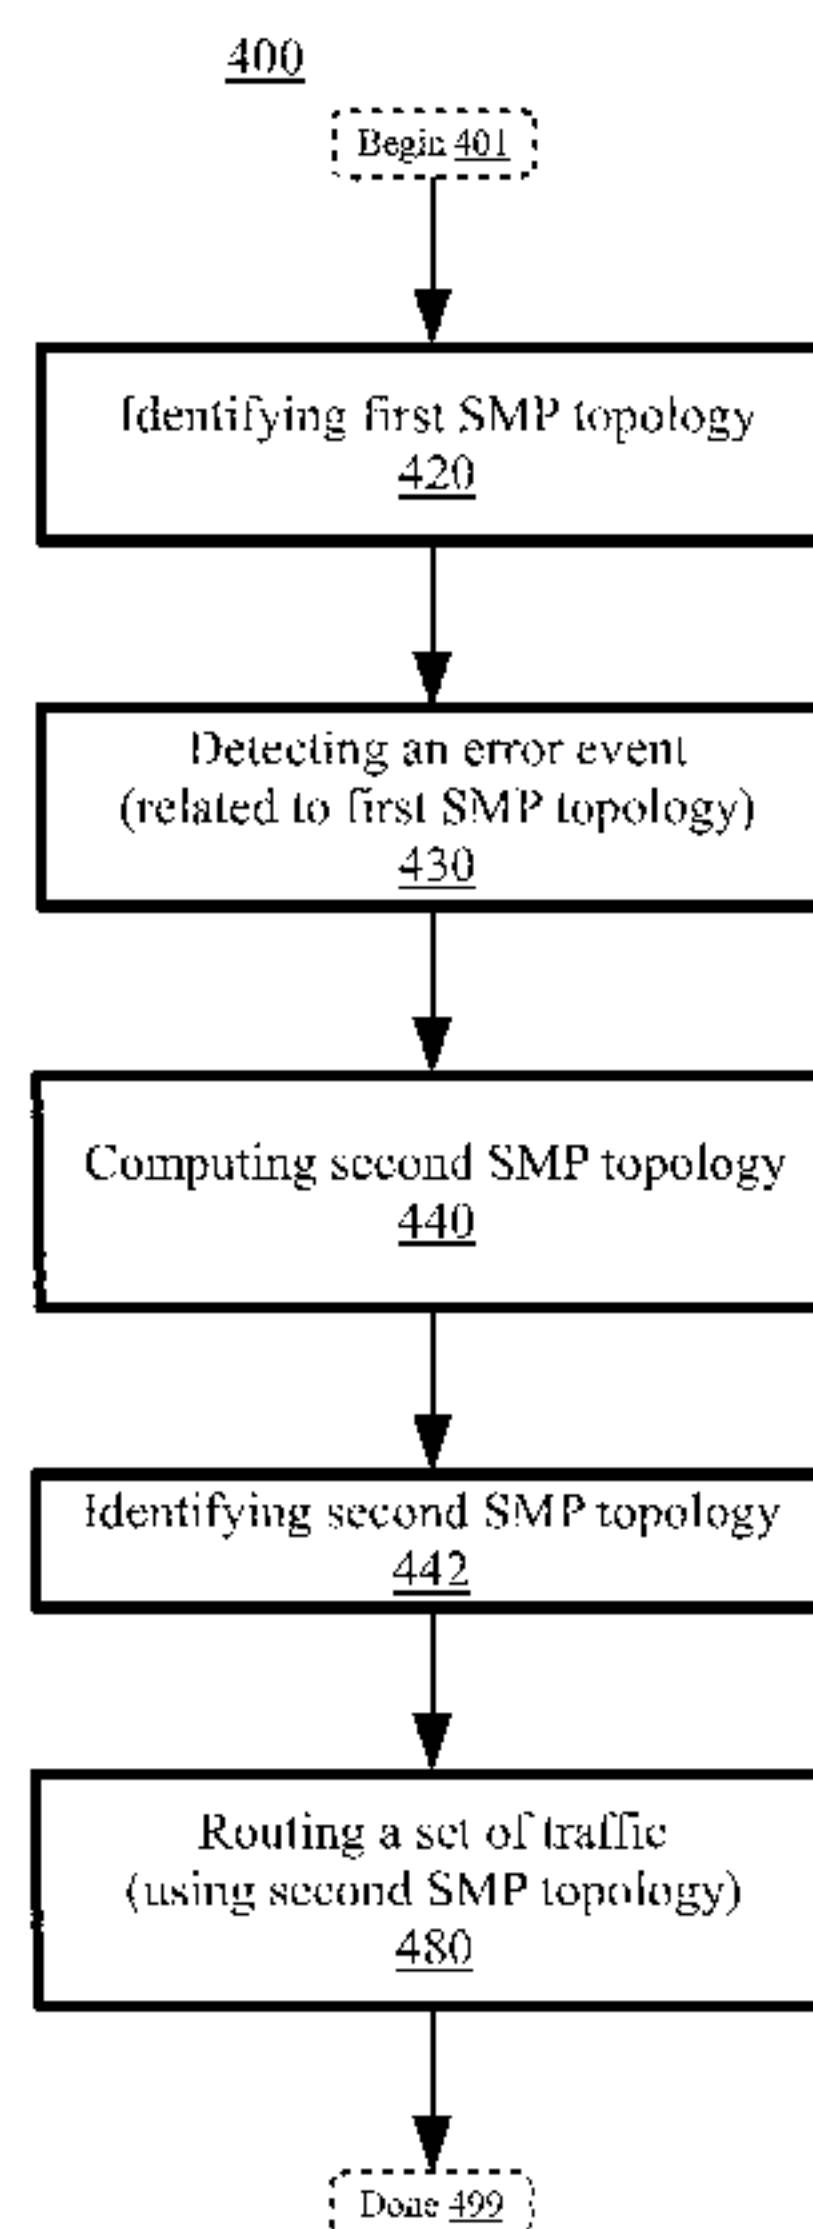 400
Begin 401
Identifying first SMP topology
420
Detecting an error event
(related to first SMP topology)
430
Computing second SMP topology
440
Identifying second SMP topology
442
Routing a set of traffic
(using second SMP topology)
480
Done 499